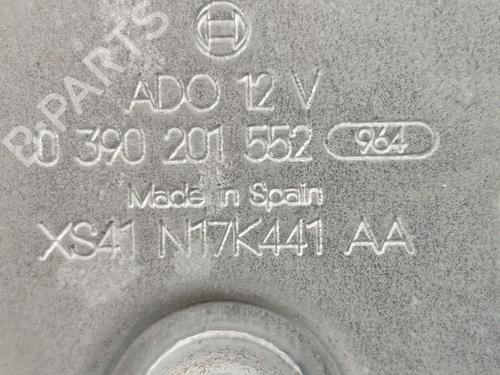 ADO 12 V
0 390 201 552 964
Made in Spain
XS41 N17K441 AA
B-PARTS